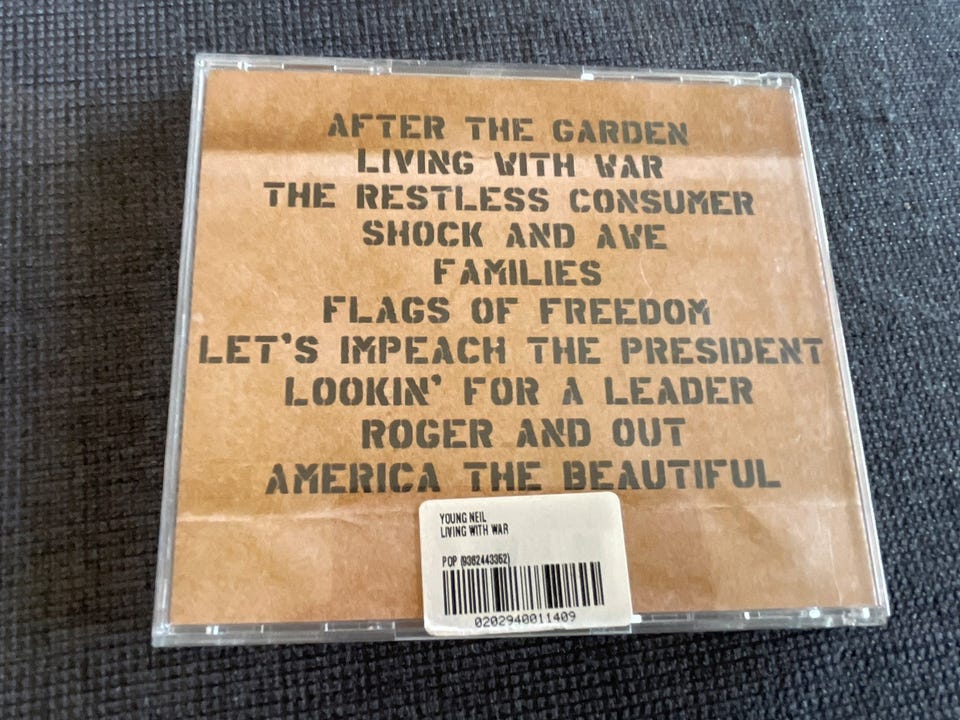 AFTER THE GARDEN
LIVING WITH WAR
THE RESTLESS CONSUMER
SHOCK AND AWE
FAMILIES
FLAGS OF FREEDOM
LET'S IMPEACH THE PRESIDENT
LOOKIN' FOR A LEADER
ROGER AND OUT
AMERICA THE BEAUTIFUL
YOUNG NEIL
LIVING WITH WAR
POP (9362443352)
0202940011409